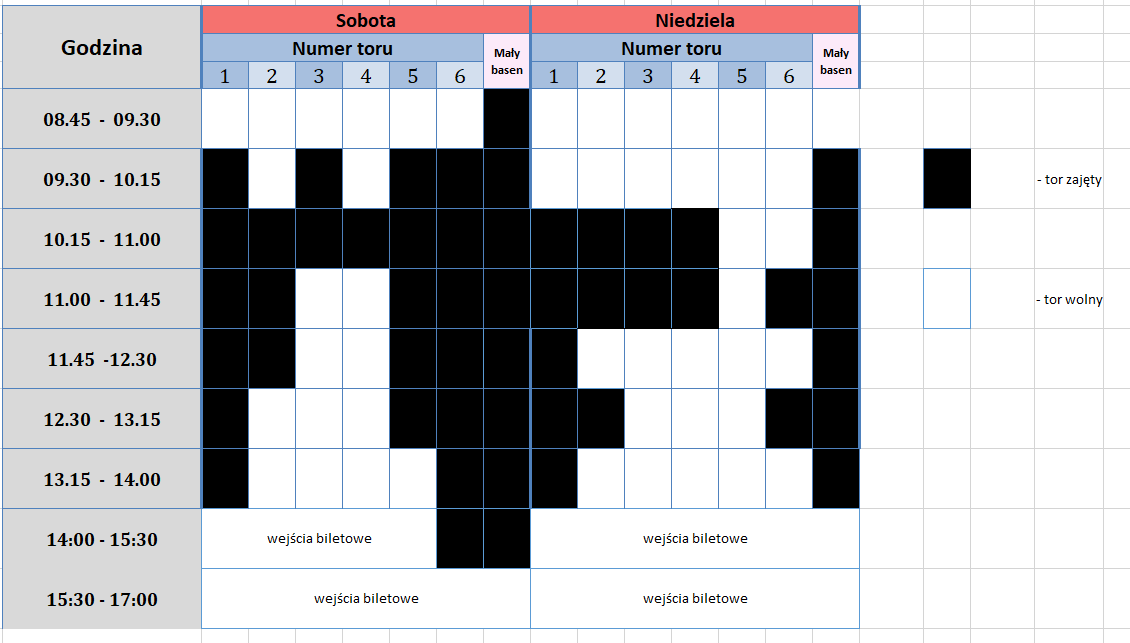 Sobota Niedziela
Godzina Numer toru Mały basen Numer toru Mały basen
1 2 3 4 5 6 1 2 3 4 5 6
08.45 - 09.30
09.30 - 10.15 - tor zajęty
10.15 - 11.00
11.00 - 11.45 - tor wolny
11.45 -12.30
12.30 - 13.15
13.15 - 14.00
14:00 - 15:30 wejścia biletowe wejścia biletowe
15:30 - 17:00 wejścia biletowe wejścia biletowe